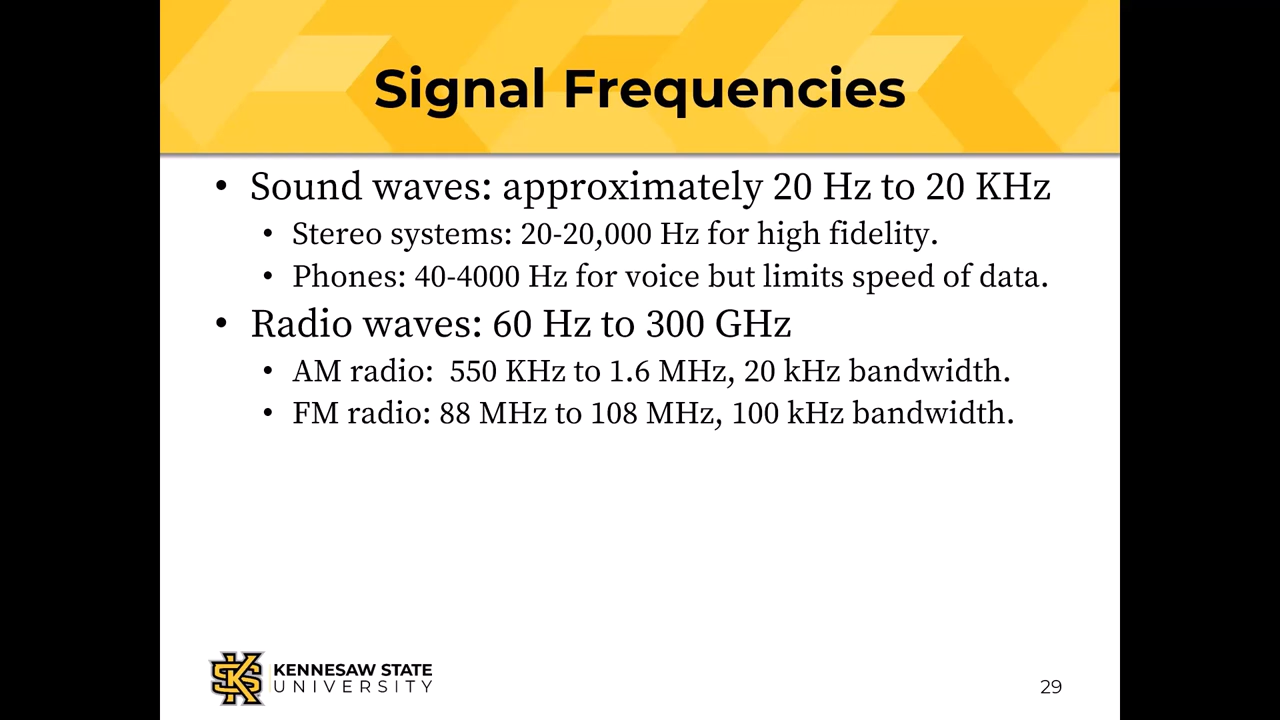 Signal Frequencies
• Sound waves: approximately 20 Hz to 20 KHz
• Stereo systems: 20-20,000 Hz for high fidelity.
• Phones: 40-4000 Hz for voice but limits speed of data.
• Radio waves: 60 Hz to 300 GHz
• AM radio:  550 KHz to 1.6 MHz, 20 kHz bandwidth.
• FM radio: 88 MHz to 108 MHz, 100 kHz bandwidth.
KS
KENNESAW STATE
UNIVERSITY
29